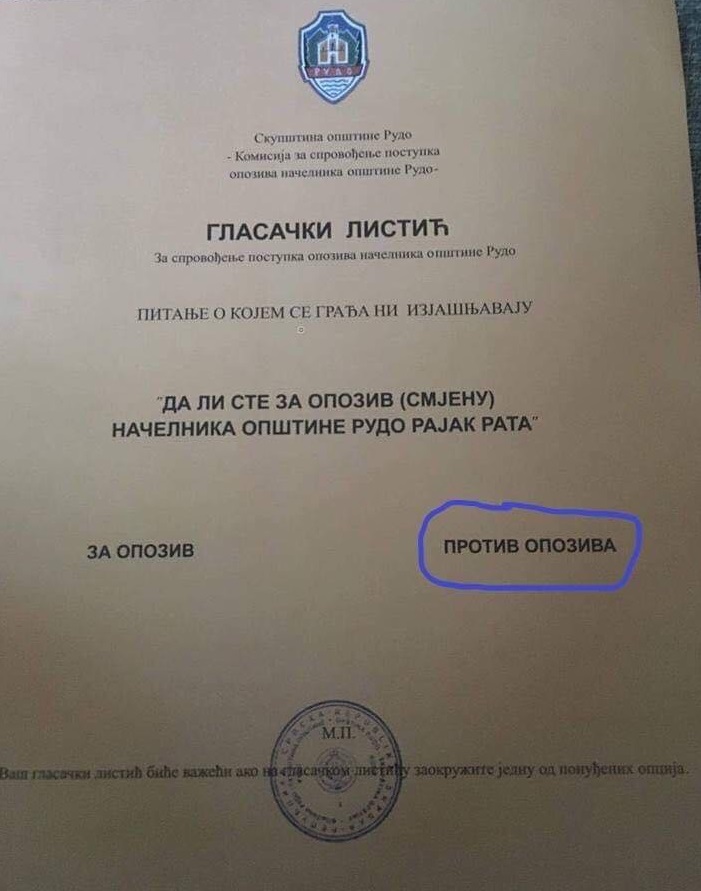 РУДО
Скупштина општине Рудо
- Комисија за спровођење поступка
опозива начелника општине Рудо-
ГЛАСАЧКИ ЛИСТИЋ
За спровођење поступка опозива начелника општине Рудо
ПИТАЊЕ О КОЈЕМ СЕ ГРАЂА НИ ИЗЈАШЊАВАЈУ
"ДА ЛИ СТЕ ЗА ОПОЗИВ (СМЈЕНУ)
НАЧЕЛНИКА ОПШТИНЕ РУДО РАЈАК РАТА"
ЗА ОПОЗИВ ПРОТИВ ОПОЗИВА
М.П.
Ваш гласачки листић биће важећи ако на гласачком листићу заокружите једну од понуђених опција.